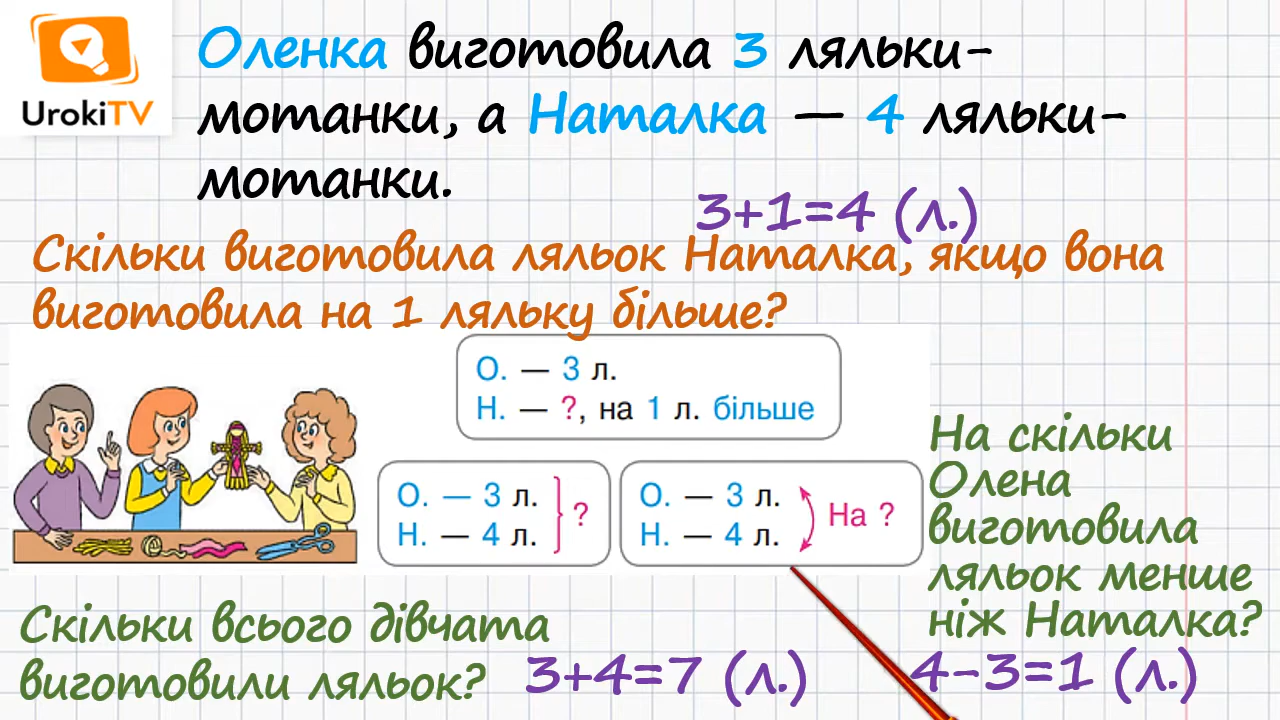 UrokiTV
Оленка виготовила 3 ляльки-
мотанки, а Наталка — 4 ляльки-
мотанки.
3+1=4 (л.)
Скільки виготовила ляльок Наталка, якщо вона
виготовила на 1 ляльку більше?
О. — 3 л.
Н. — ?, на 1 л. більше
О. — 3 л.
Н. — 4 л.
?
О. — 3 л.
Н. — 4 л.
На ?
На скільки
Олена
виготовила
ляльок менше
ніж Наталка?
4-3=1 (л.)
Скільки всього дівчата
виготовили ляльок?
3+4=7 (л.)